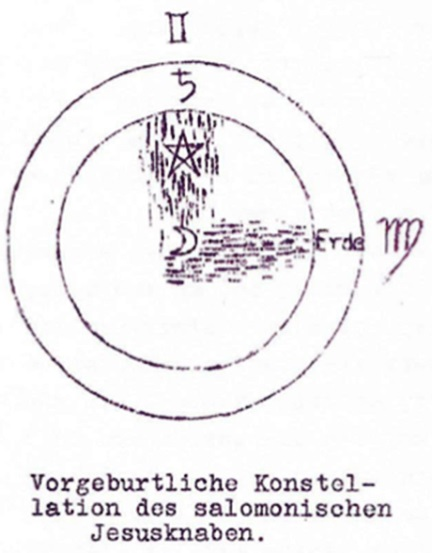 ♊
♄
☽
Erde ♍
Vorgeburtliche Konstel-
lation des salomonischen
Jesusknaben.